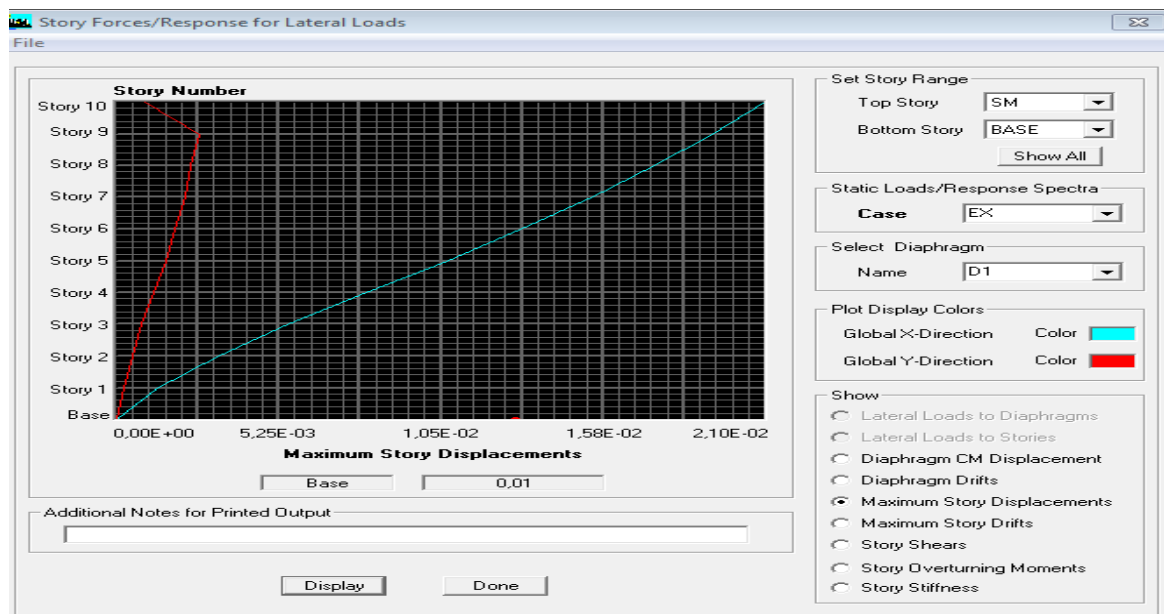 Story Forces/Response for Lateral Loads
File
Story Number
Story 10
Story 9
Story 8
Story 7
Story 6
Story 5
Story 4
Story 3
Story 2
Story 1
Base
0,00E+00 5,25E-03 1,05E-02 1,58E-02 2,10E-02
Maximum Story Displacements
Base 0,01
Additional Notes for Printed Output
Display Done
Set Story Range
Top Story SM
Bottom Story BASE
Show All
Static Loads/Response Spectra
Case EX
Select Diaphragm
Name D1
Plot Display Colors
Global X-Direction Color
Global Y-Direction Color
Show
Lateral Loads to Diaphragms
Lateral Loads to Stories
Diaphragm CM Displacement
Diaphragm Drifts
Maximum Story Displacements
Maximum Story Drifts
Story Shears
Story Overturning Moments
Story Stiffness